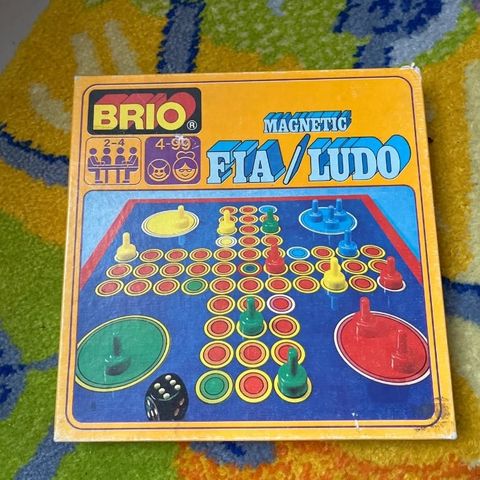 BRIO®
2-4
4-99
MAGNETIC
FIA/LUDO